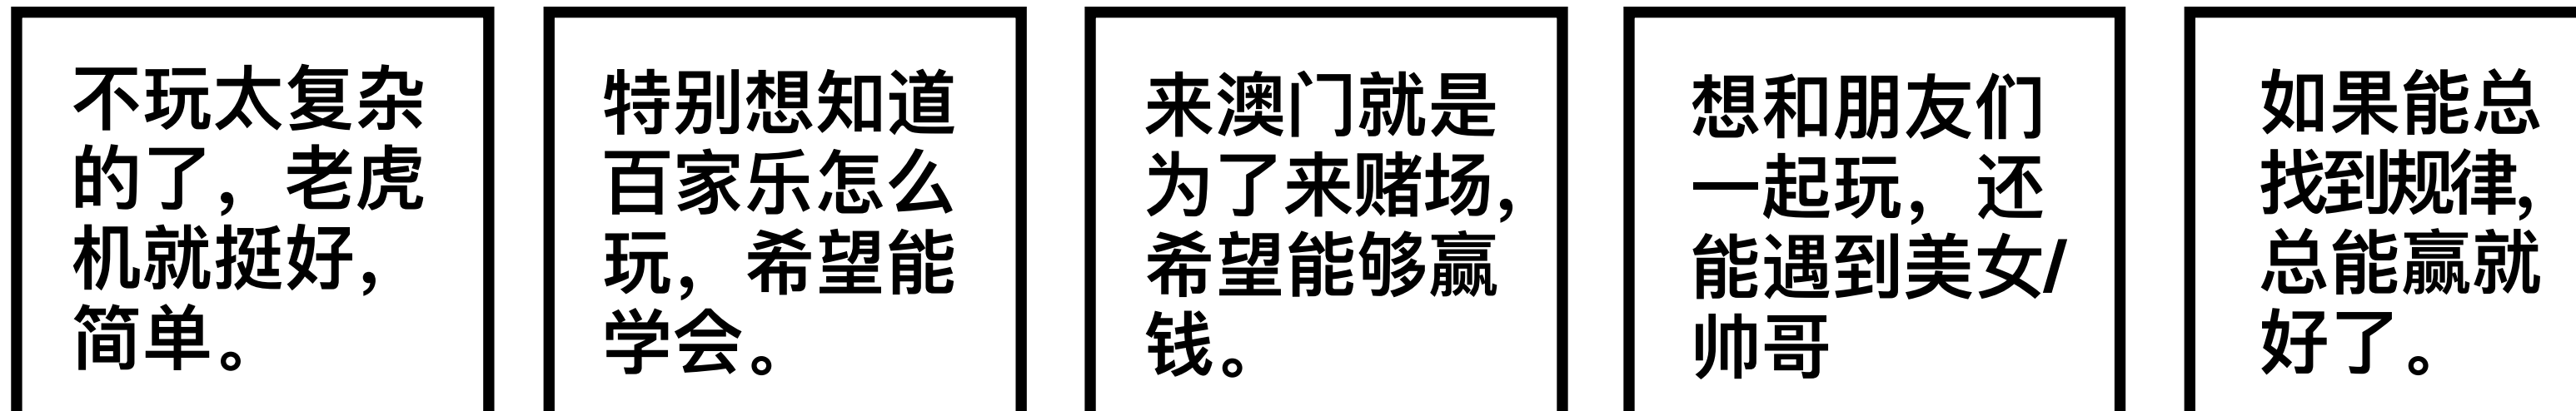 不玩太复杂
的了，老虎
机就挺好，
简单。
特别想知道
百家乐怎么
玩，希望能
学会。
来澳门就是
为了来赌场，
希望能够赢
钱。
想和朋友们
一起玩，还
能遇到美女/
帅哥
如果能总
找到规律，
总能赢就
好了。